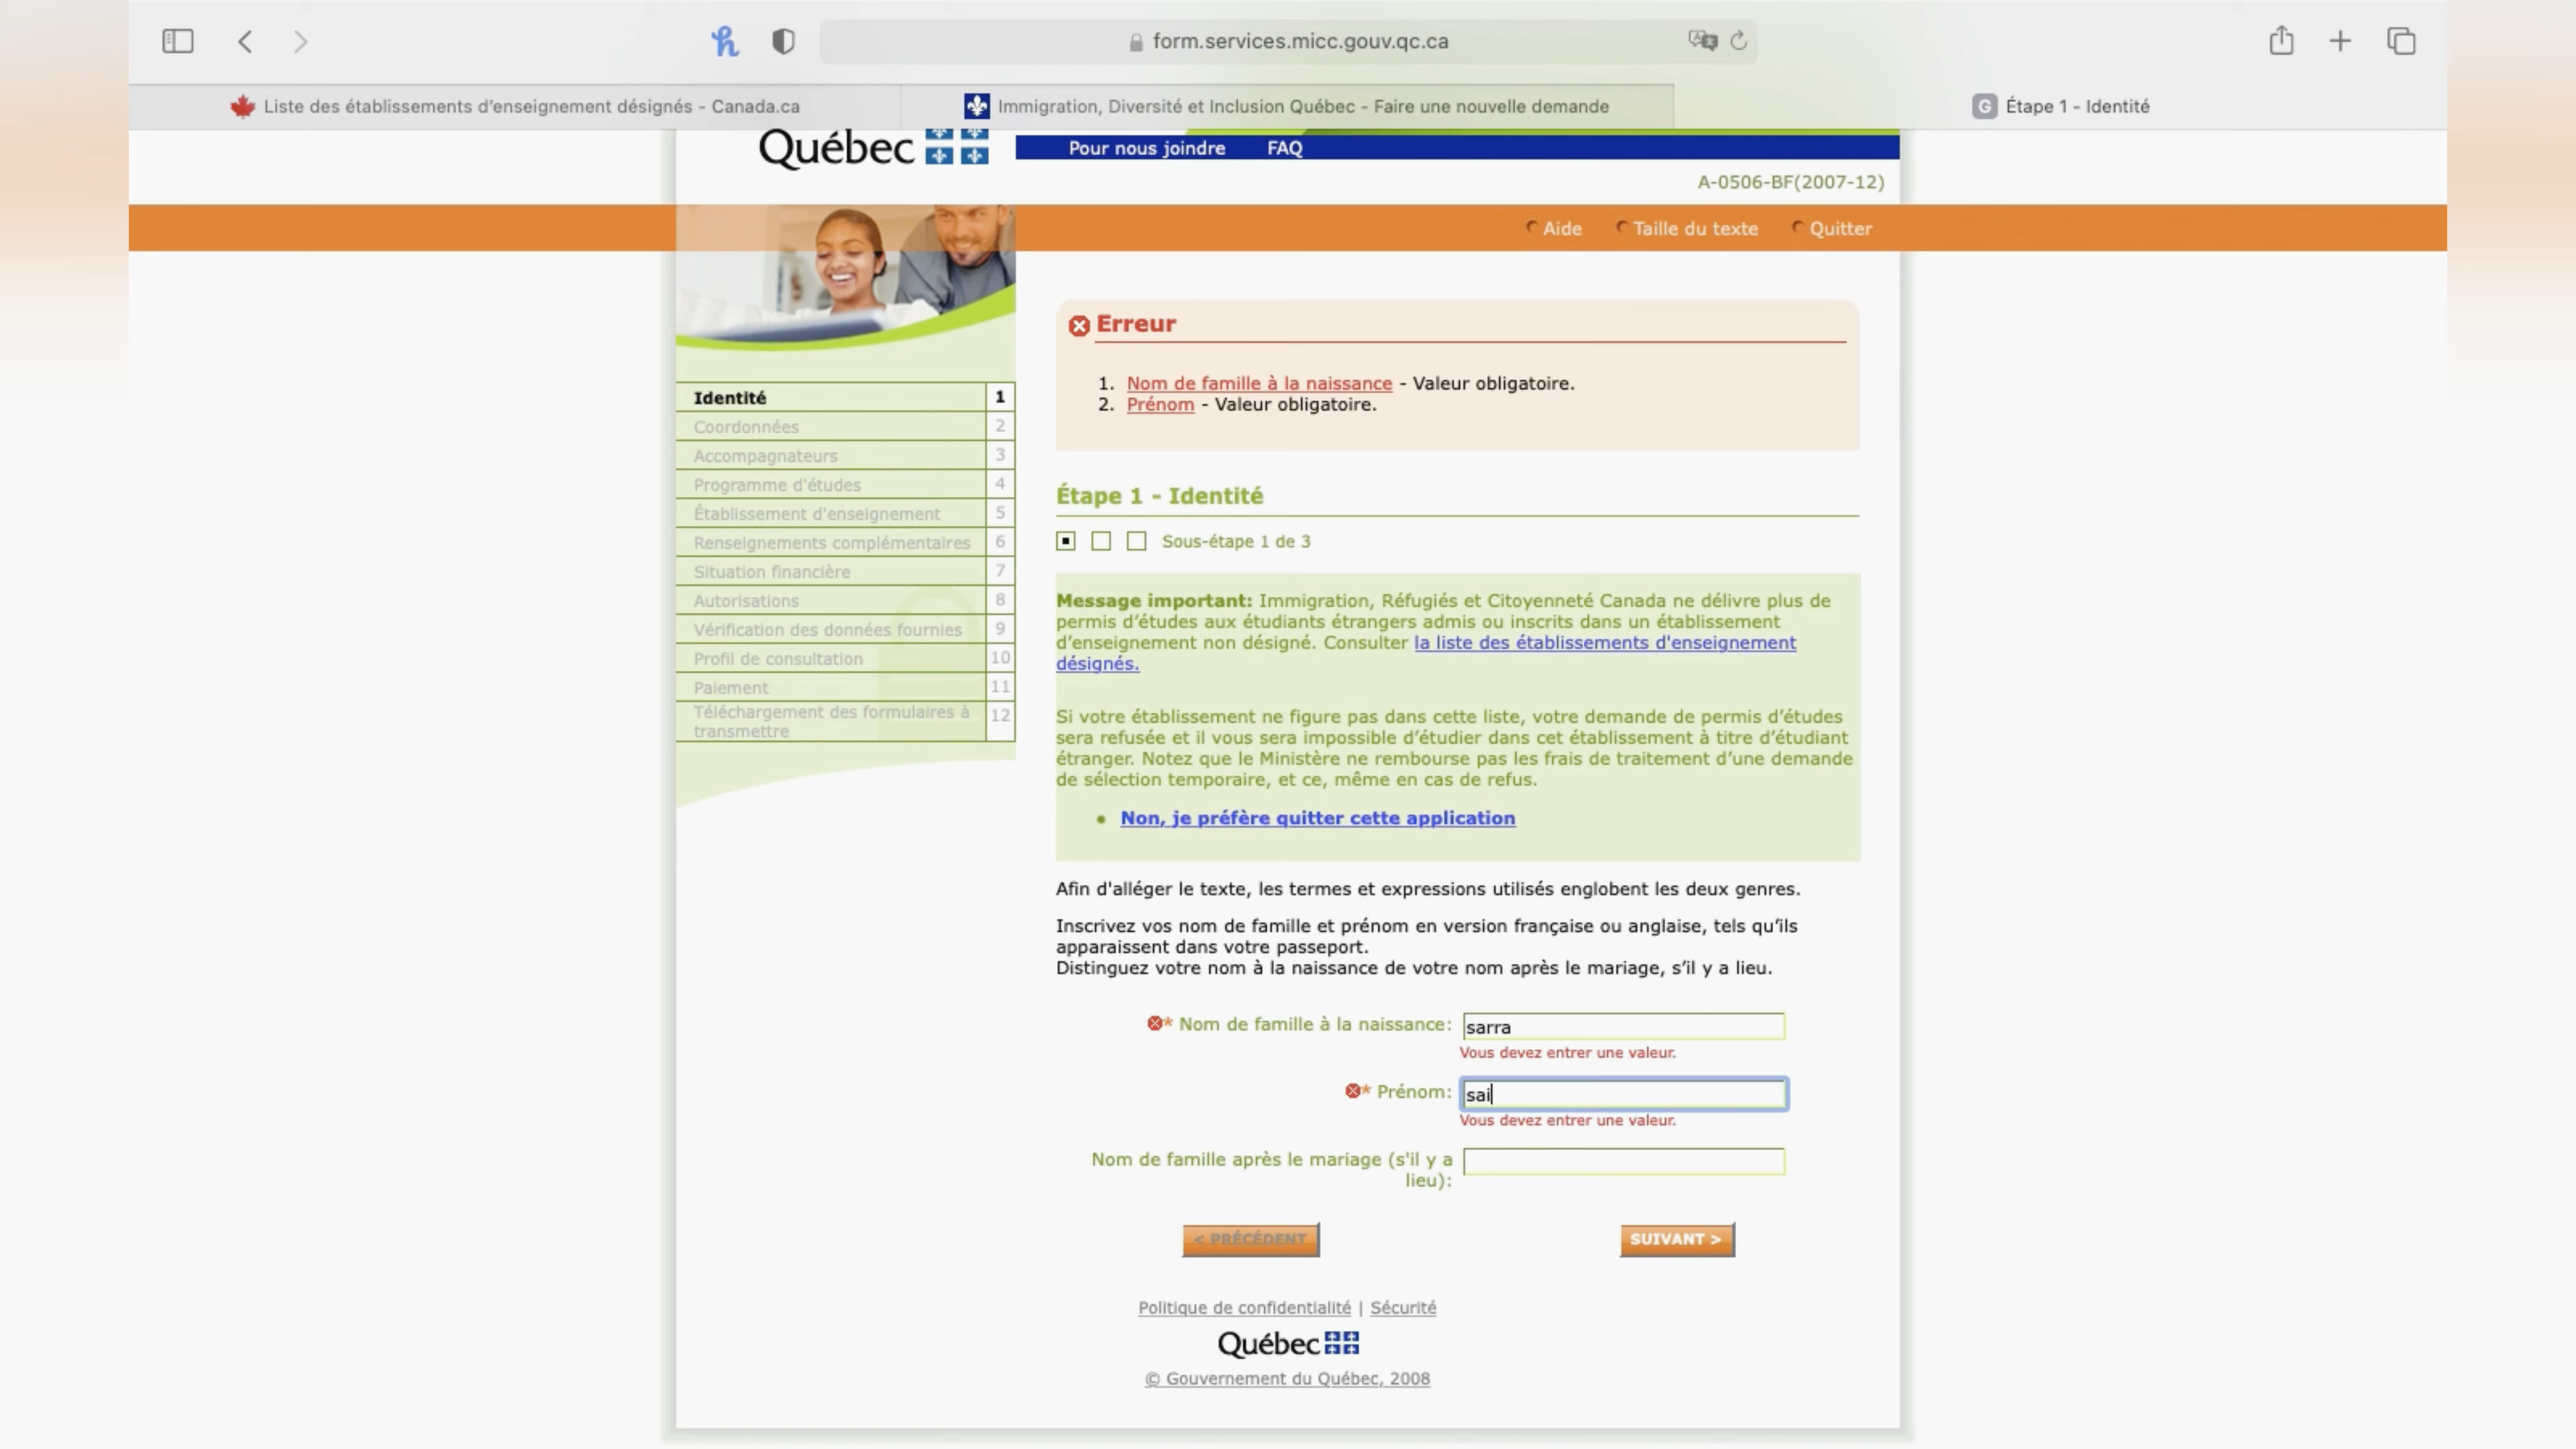 form.services.micc.gouv.qc.ca
Liste des établissements d'enseignement désignés - Canada.ca
Immigration, Diversité et Inclusion Québec - Faire une nouvelle demande
G Étape 1 - Identité
Québec
Pour nous joindre FAQ
A-0506-BF(2007-12)
Aide Taille du texte Quitter
Erreur
1. Nom de famille à la naissance - Valeur obligatoire.
2. Prénom - Valeur obligatoire.
Identité 1
Coordonnées 2
Accompagnateurs 3
Programme d'études 4
Établissement d'enseignement 5
Renseignements complémentaires 6
Situation financière 7
Autorisations 8
Vérification des données fournies 9
Profil de consultation 10
Paiement 11
Téléchargement des formulaires à 12
transmettre
Étape 1 - Identité
Sous-étape 1 de 3
Message important: Immigration, Réfugiés et Citoyenneté Canada ne délivre plus de
permis d’études aux étudiants étrangers admis ou inscrits dans un établissement
d’enseignement non désigné. Consulter la liste des établissements d'enseignement
désignés.
Si votre établissement ne figure pas dans cette liste, votre demande de permis d’études
sera refusée et il vous sera impossible d’étudier dans cet établissement à titre d’étudiant
étranger. Notez que le Ministère ne rembourse pas les frais de traitement d’une demande
de sélection temporaire, et ce, même en cas de refus.
Non, je préfère quitter cette application
Afin d'alléger le texte, les termes et expressions utilisés englobent les deux genres.
Inscrivez vos nom de famille et prénom en version française ou anglaise, tels qu’ils
apparaissent dans votre passeport.
Distinguez votre nom à la naissance de votre nom après le mariage, s’il y a lieu.
* Nom de famille à la naissance: sarra
Vous devez entrer une valeur.
* Prénom: sai
Vous devez entrer une valeur.
Nom de famille après le mariage (s'il y a
lieu):
< PRÉCÉDENT SUIVANT >
Politique de confidentialité | Sécurité
Québec
© Gouvernement du Québec, 2008